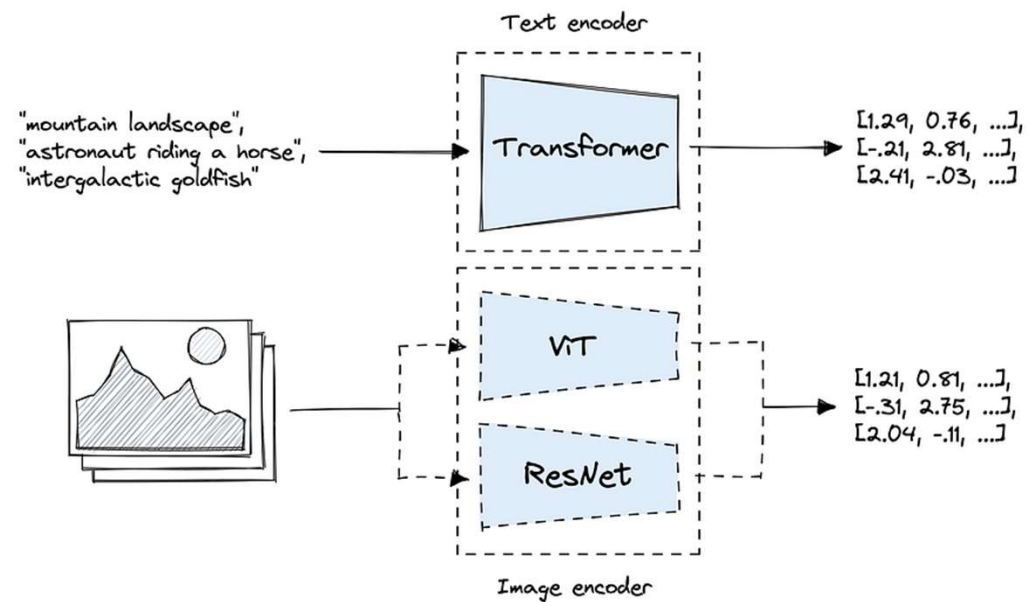 Text encoder
"mountain landscape",
"astronaut riding a horse",
"intergalactic goldfish"
Transformer
[1.29, 0.76, ...],
[-.21, 2.81, ...],
[2.41, -.03, ...]
ViT
ResNet
[1.21, 0.81, ...],
[-.31, 2.75, ...],
[2.04, -.11, ...]
Image encoder